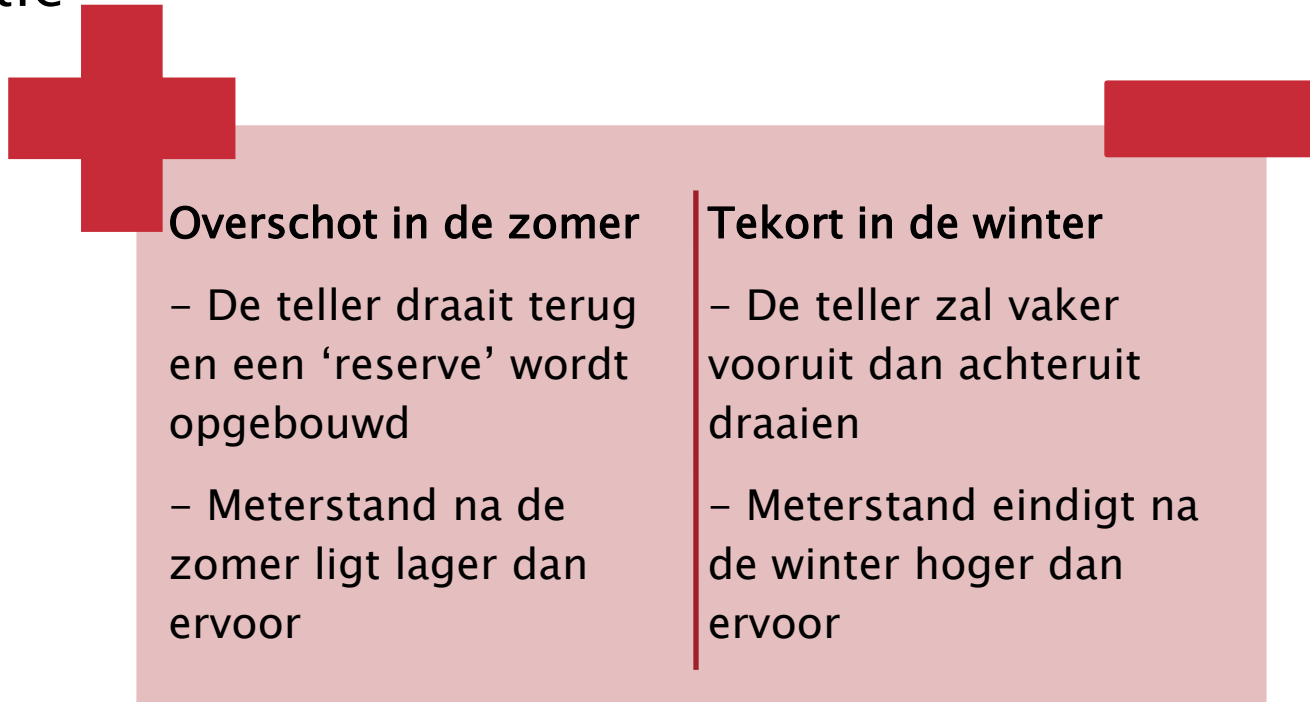 Overschot in de zomer
- De teller draait terug
en een ‘reserve’ wordt
opgebouwd
- Meterstand na de
zomer ligt lager dan
ervoor
Tekort in de winter
- De teller zal vaker
vooruit dan achteruit
draaien
- Meterstand eindigt na
de winter hoger dan
ervoor